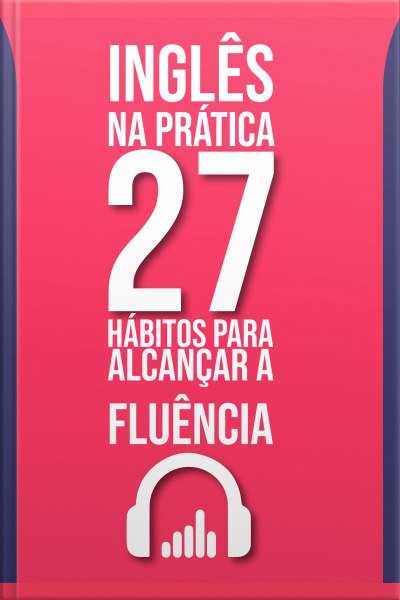 INGLÊS
NA PRÁTICA
27
HÁBITOS PARA
ALCANÇAR A
FLUÊNCIA